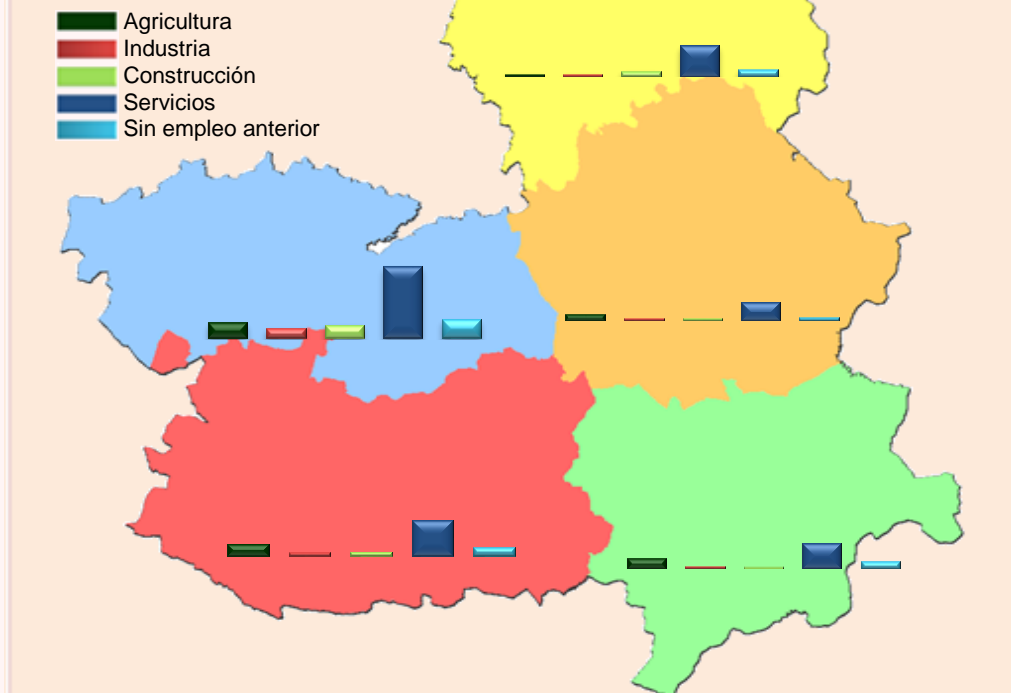 Agricultura
Industria
Construcción
Servicios
Sin empleo anterior